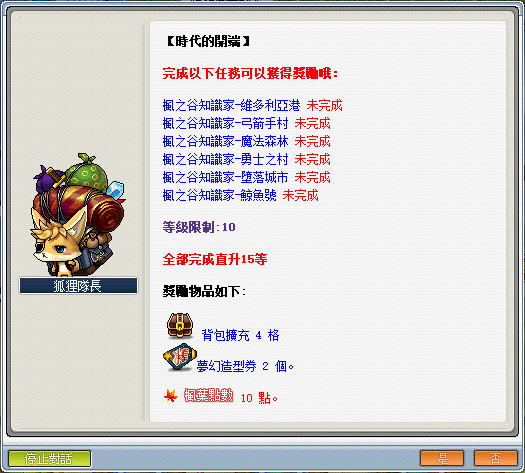 【時代的開端】
完成以下任務可以獲得獎勵哦:
楓之谷知識家-維多利亞港 未完成
楓之谷知識家-弓箭手村 未完成
楓之谷知識家-魔法森林 未完成
楓之谷知識家-勇士之村 未完成
楓之谷知識家-墮落城市 未完成
楓之谷知識家-鯨魚號 未完成
等级限制:10
全部完成直升15等
獎勵物品如下:
背包擴充 4 格
夢幻造型券 2 個。
楓葉點數 10 點。
狐狸隊長
停止對話
是
否